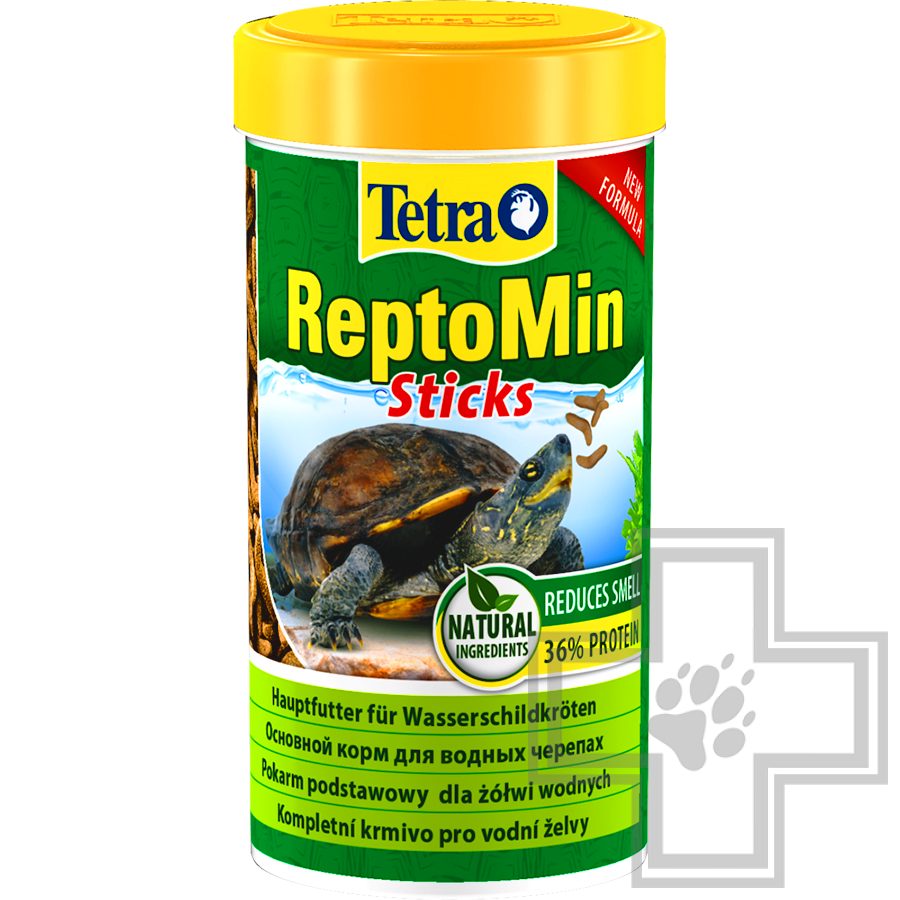 Tetra
NEW
FORMULA
ReptoMin
Sticks
NATURAL
INGREDIENTS
REDUCES SMELL
36% PROTEIN
Hauptfutter für Wasserschildkröten
Основной корм для водных черепах
Pokarm podstawowy dla żółwi wodnych
Kompletní krmivo pro vodní želvy